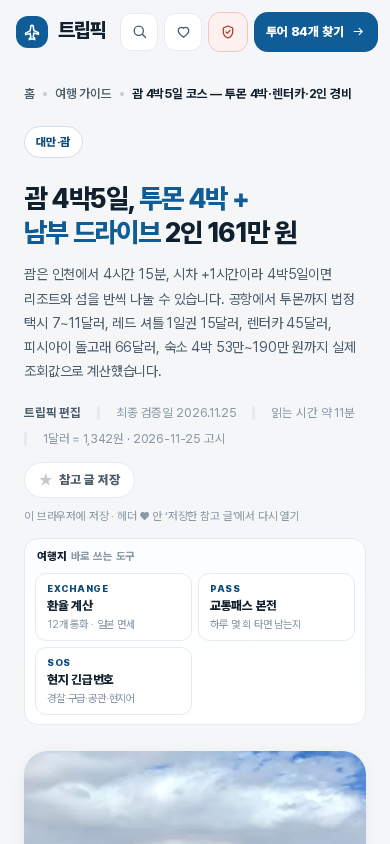 트립픽
투어 84개 찾기 →
홈 • 여행 가이드 • 괌 4박5일 코스 — 투몬 4박·렌터카·2인 경비
대만·괌
괌 4박5일, 투몬 4박 +
남부 드라이브 2인 161만 원
괌은 인천에서 4시간 15분, 시차 +1시간이라 4박5일이면
리조트와 섬을 반씩 나눌 수 있습니다. 공항에서 투몬까지 법정
택시 7~11달러, 레드 셔틀 1일권 15달러, 렌터카 45달러,
피시아이 돌고래 66달러, 숙소 4박 53만~190만 원까지 실제
조회값으로 계산했습니다.
트립픽 편집 | 최종 검증일 2026.11.25 | 읽는 시간 약 11분
| 1달러 = 1,342원 · 2026-11-25 고시
★ 참고 글 저장
이 브라우저에 저장 · 헤더 ♥ 안 ‘저장한 참고 글’에서 다시 열기
여행지 바로 쓰는 도구
EXCHANGE
환율 계산
12개 통화 · 일본 면세
PASS
교통패스 본전
하루 몇 회 타면 남는지
SOS
현지 긴급번호
경찰·구급·공관·현지어